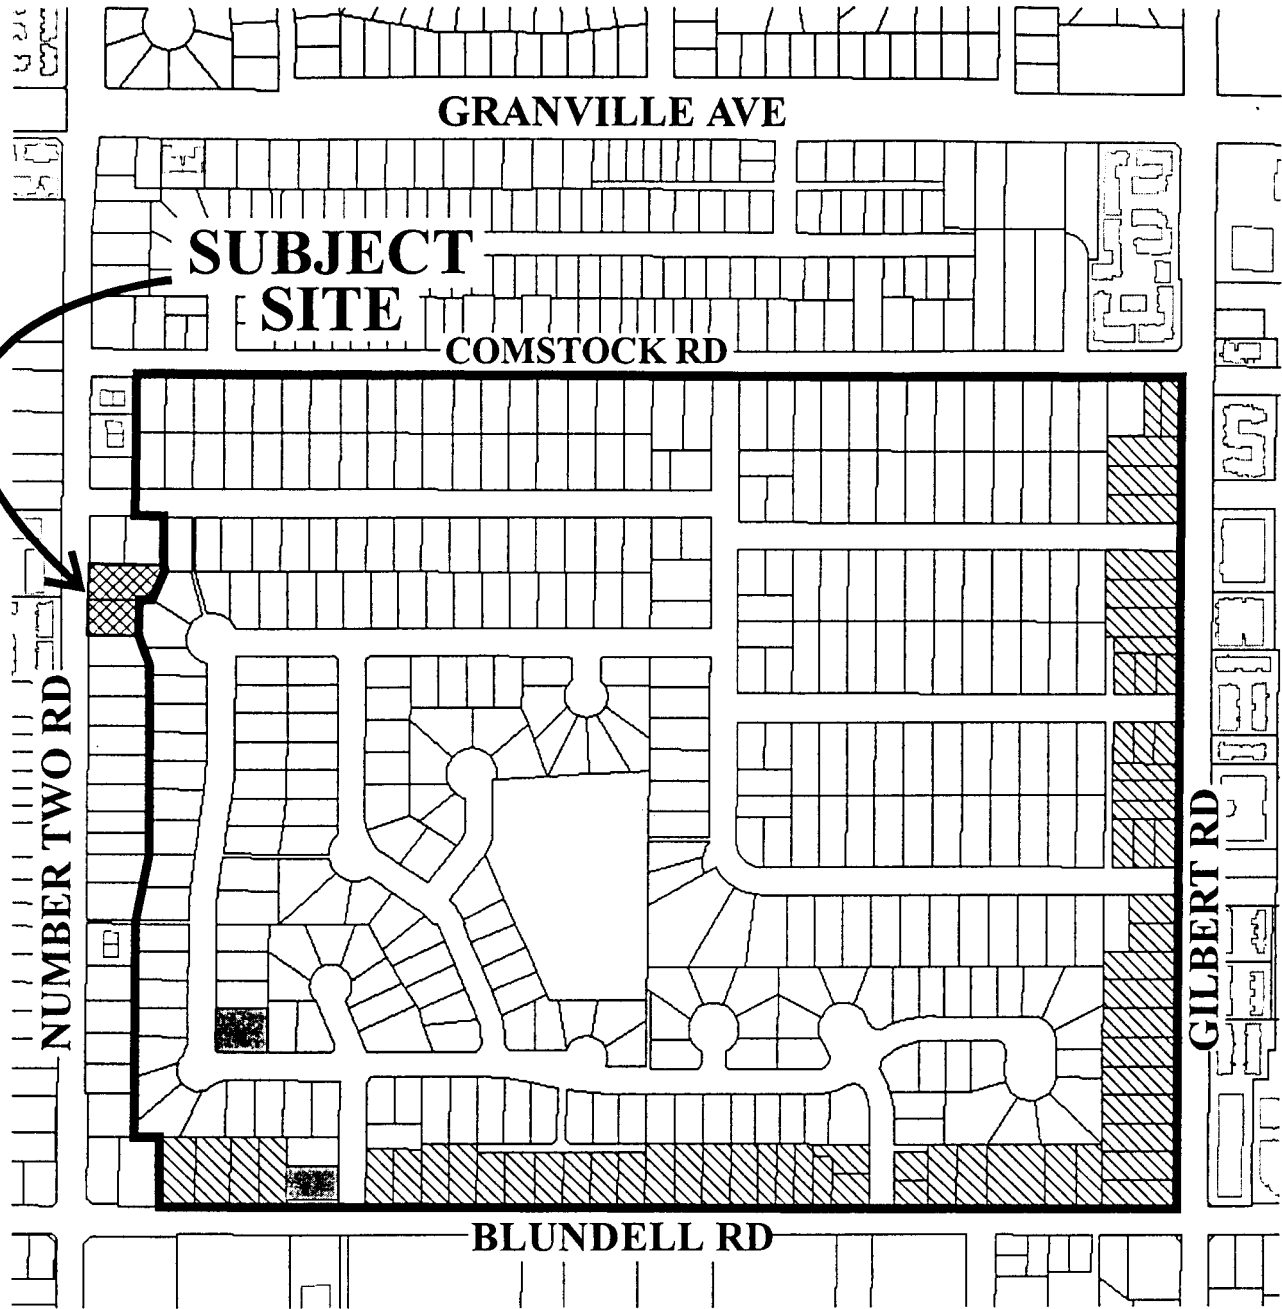 GRANVILLE AVE
SUBJECT
SITE
COMSTOCK RD
NUMBER TWO RD
GILBERT RD
BLUNDELL RD